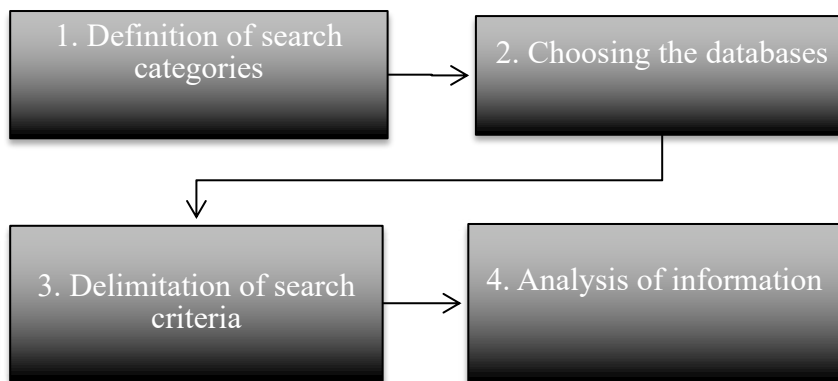 1. Definition of search
categories
2. Choosing the databases
3. Delimitation of search
criteria
4. Analysis of information